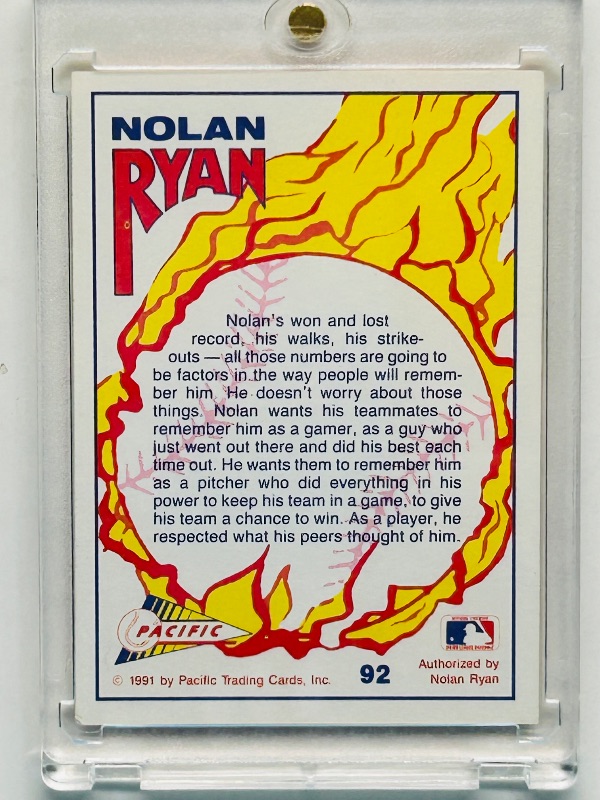 NOLAN
RYAN
Nolan's won and lost
record, his walks, his strike-
outs — all those numbers are going to
be factors in the way people will remem-
ber him. He doesn't worry about those
things. Nolan wants his teammates to
remember him as a gamer, as a guy who
just went out there and did his best each
time out. He wants them to remember him
as a pitcher who did everything in his
power to keep his team in a game, to give
his team a chance to win. As a player, he
respected what his peers thought of him.
PACIFIC
© 1991 by Pacific Trading Cards, Inc.
92
Authorized by
Nolan Ryan